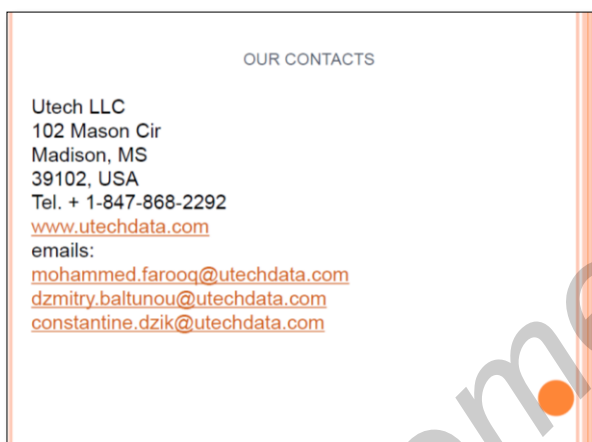 OUR CONTACTS
Utech LLC
102 Mason Cir
Madison, MS
39102, USA
Tel. + 1-847-868-2292
www.utechdata.com
emails:
mohammed.farooq@utechdata.com
dzmitry.baltunou@utechdata.com
constantine.dzik@utechdata.com